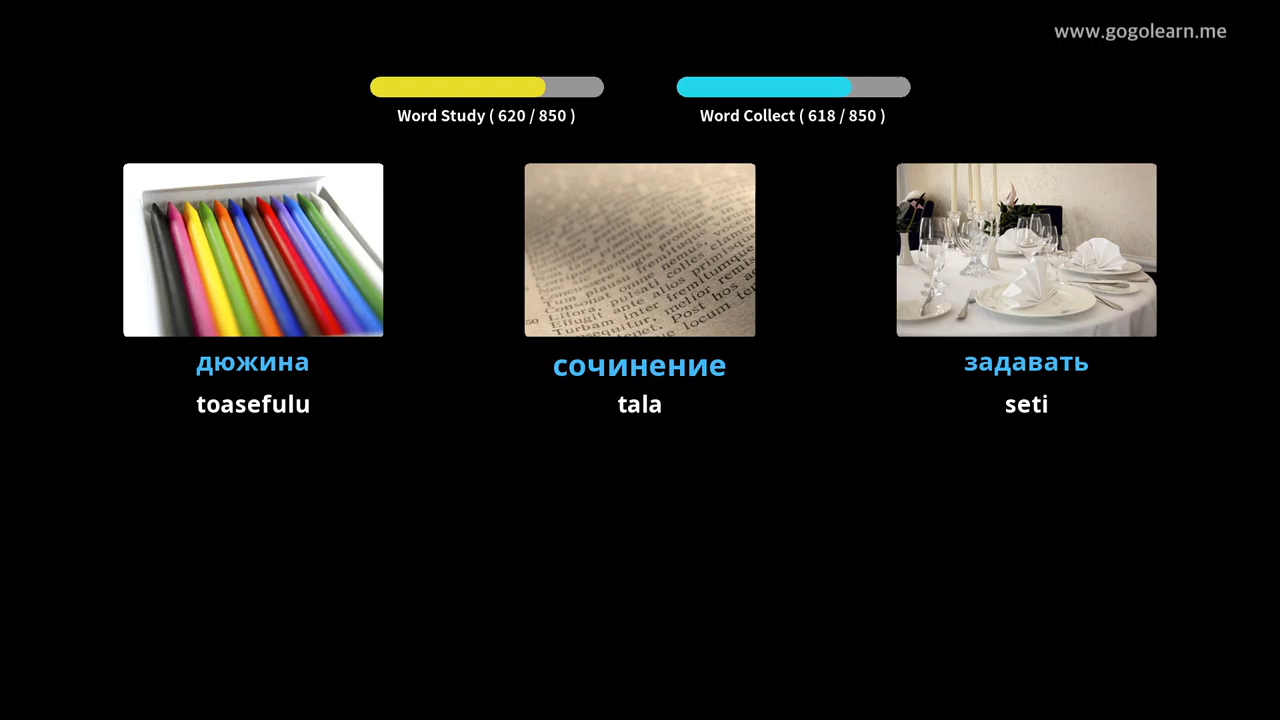 www.gogolearn.me
Word Study ( 620 / 850 )
Word Collect ( 618 / 850 )
дюжина
toasefulu
сочинение
tala
задавать
seti